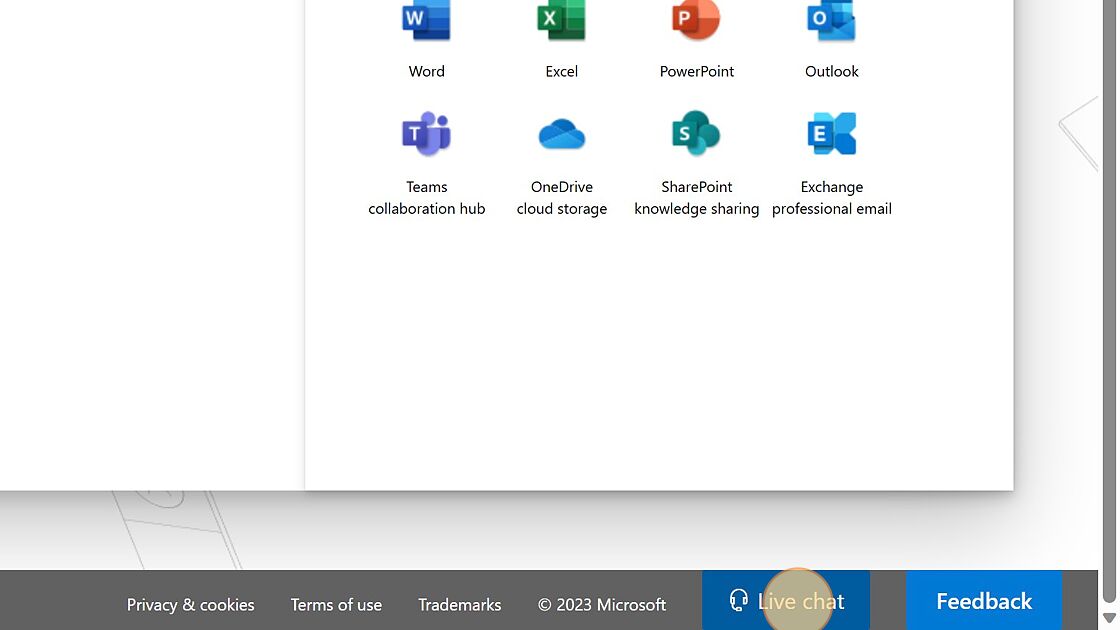 W X P O
Word Excel PowerPoint Outlook
T S E
Teams OneDrive SharePoint Exchange
collaboration hub cloud storage knowledge sharing professional email
Privacy & cookies Terms of use Trademarks © 2023 Microsoft Live chat Feedback